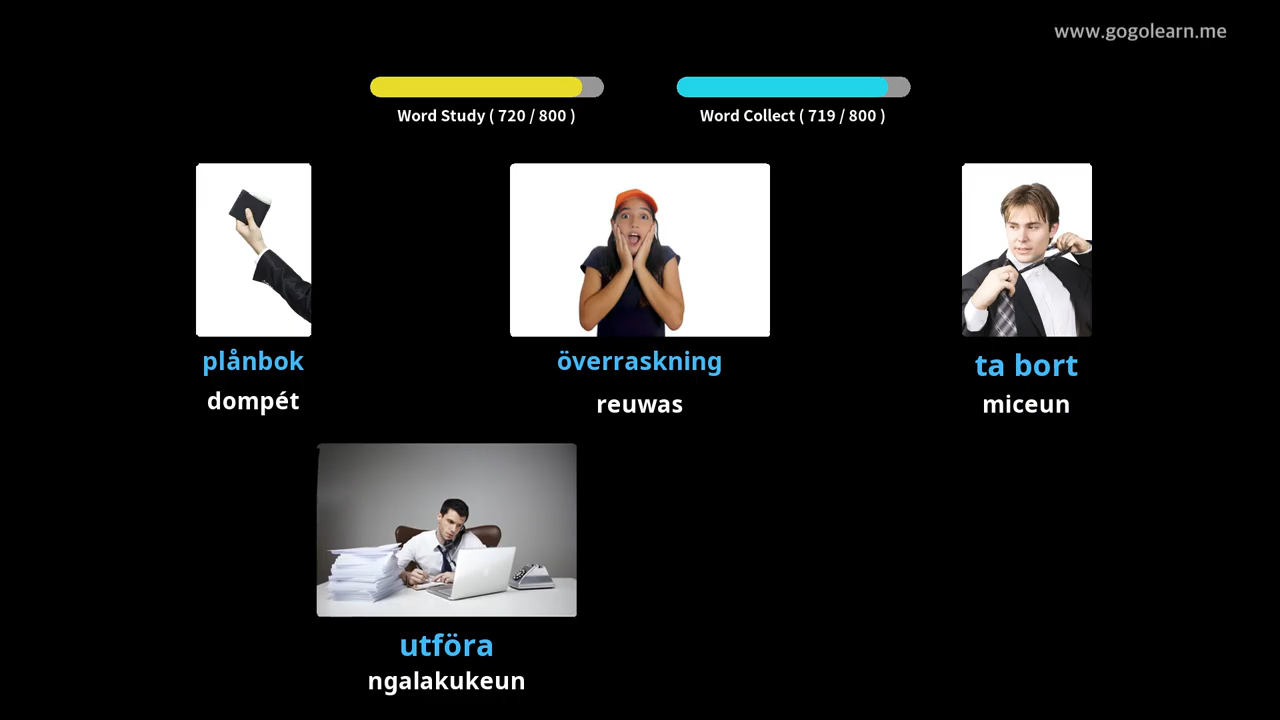 www.gogolearn.me
Word Study ( 720 / 800 )
Word Collect ( 719 / 800 )
plånbok
dompét
överraskning
reuwas
ta bort
miceun
utföra
ngalakukeun